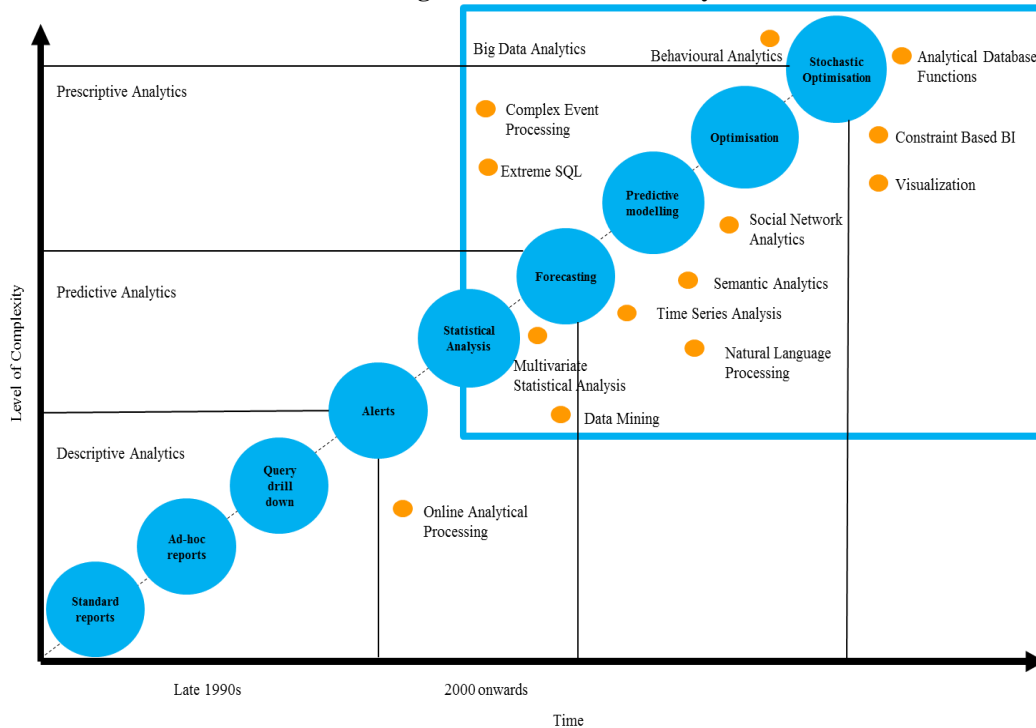 Big Data Analytics
Behavioural Analytics
Stochastic
Optimisation
Analytical Database
Functions
Prescriptive Analytics
Complex Event
Processing
Optimisation
Constraint Based BI
Extreme SQL
Predictive
modelling
Visualization
Social Network
Analytics
Forecasting
Semantic Analytics
Predictive Analytics
Time Series Analysis
Statistical
Analysis
Natural Language
Processing
Multivariate
Statistical Analysis
Level of Complexity
Alerts
Data Mining
Descriptive Analytics
Query
drill
down
Online Analytical
Processing
Ad-hoc
reports
Standard
reports
Late 1990s
2000 onwards
Time